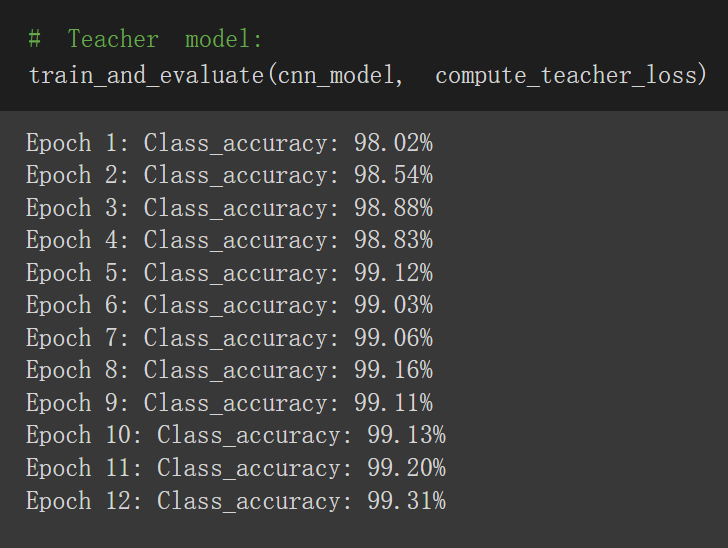 # Teacher model:
train_and_evaluate(cnn_model, compute_teacher_loss)
Epoch 1: Class_accuracy: 98.02%
Epoch 2: Class_accuracy: 98.54%
Epoch 3: Class_accuracy: 98.88%
Epoch 4: Class_accuracy: 98.83%
Epoch 5: Class_accuracy: 99.12%
Epoch 6: Class_accuracy: 99.03%
Epoch 7: Class_accuracy: 99.06%
Epoch 8: Class_accuracy: 99.16%
Epoch 9: Class_accuracy: 99.11%
Epoch 10: Class_accuracy: 99.13%
Epoch 11: Class_accuracy: 99.20%
Epoch 12: Class_accuracy: 99.31%